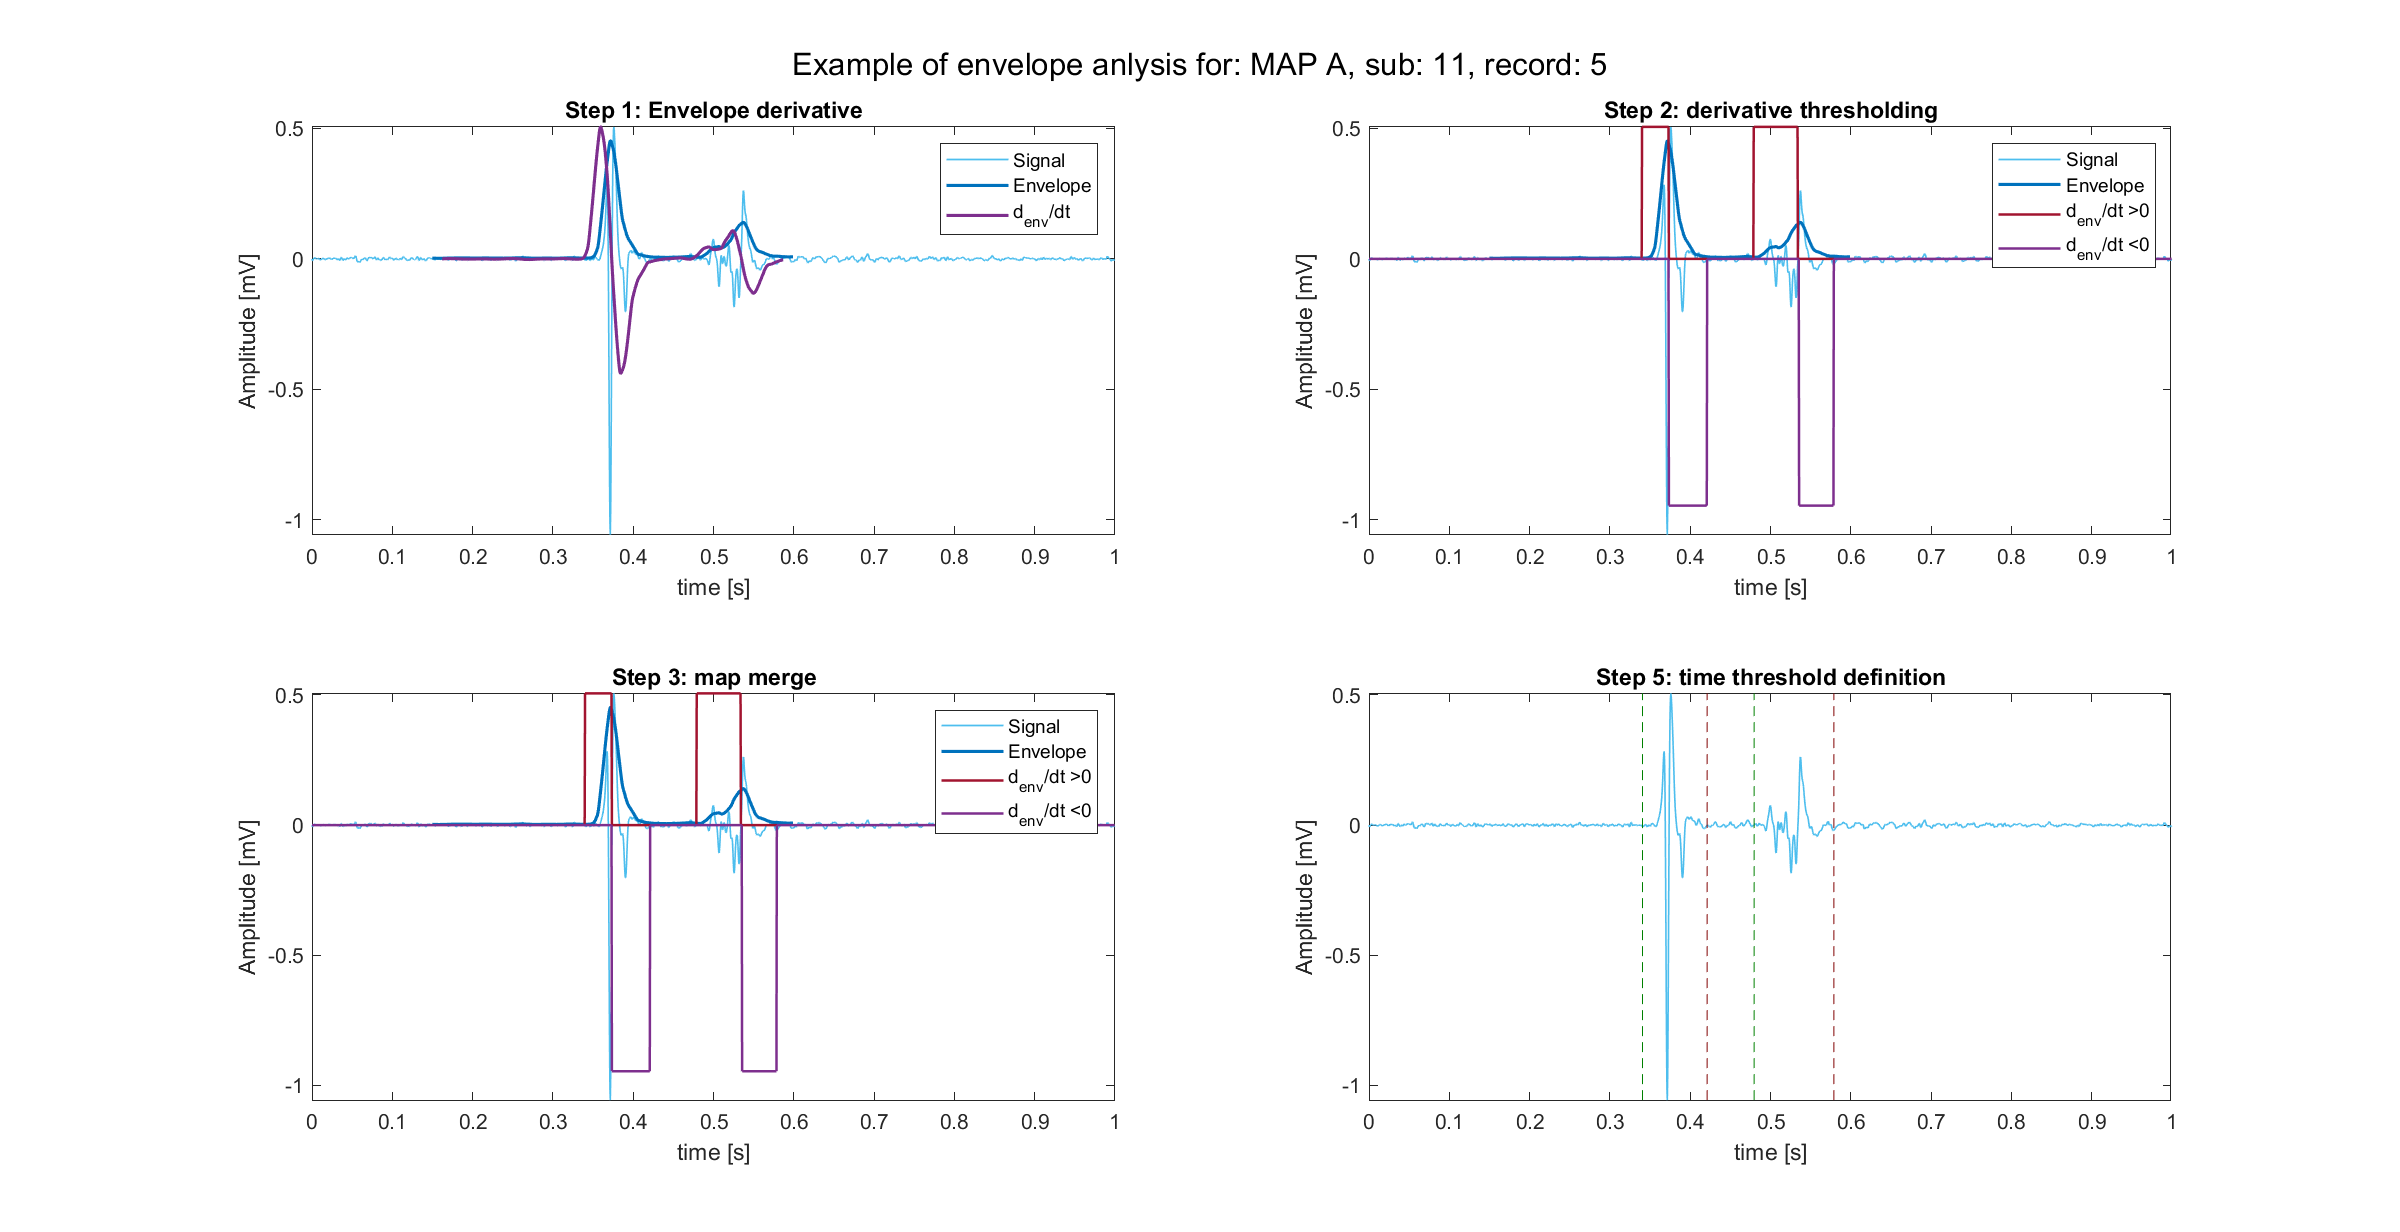 Example of envelope anlysis for: MAP A, sub: 11, record: 5
Step 1: Envelope derivative
Amplitude [mV]
0.5
0
-0.5
-1
Signal
Envelope
d_env/dt
0 0.1 0.2 0.3 0.4 0.5 0.6 0.7 0.8 0.9 1
time [s]
Step 2: derivative thresholding
Amplitude [mV]
0.5
0
-0.5
-1
Signal
Envelope
d_env/dt >0
d_env/dt <0
0 0.1 0.2 0.3 0.4 0.5 0.6 0.7 0.8 0.9 1
time [s]
Step 3: map merge
Amplitude [mV]
0.5
0
-0.5
-1
Signal
Envelope
d_env/dt >0
d_env/dt <0
0 0.1 0.2 0.3 0.4 0.5 0.6 0.7 0.8 0.9 1
time [s]
Step 5: time threshold definition
Amplitude [mV]
0.5
0
-0.5
-1
0 0.1 0.2 0.3 0.4 0.5 0.6 0.7 0.8 0.9 1
time [s]